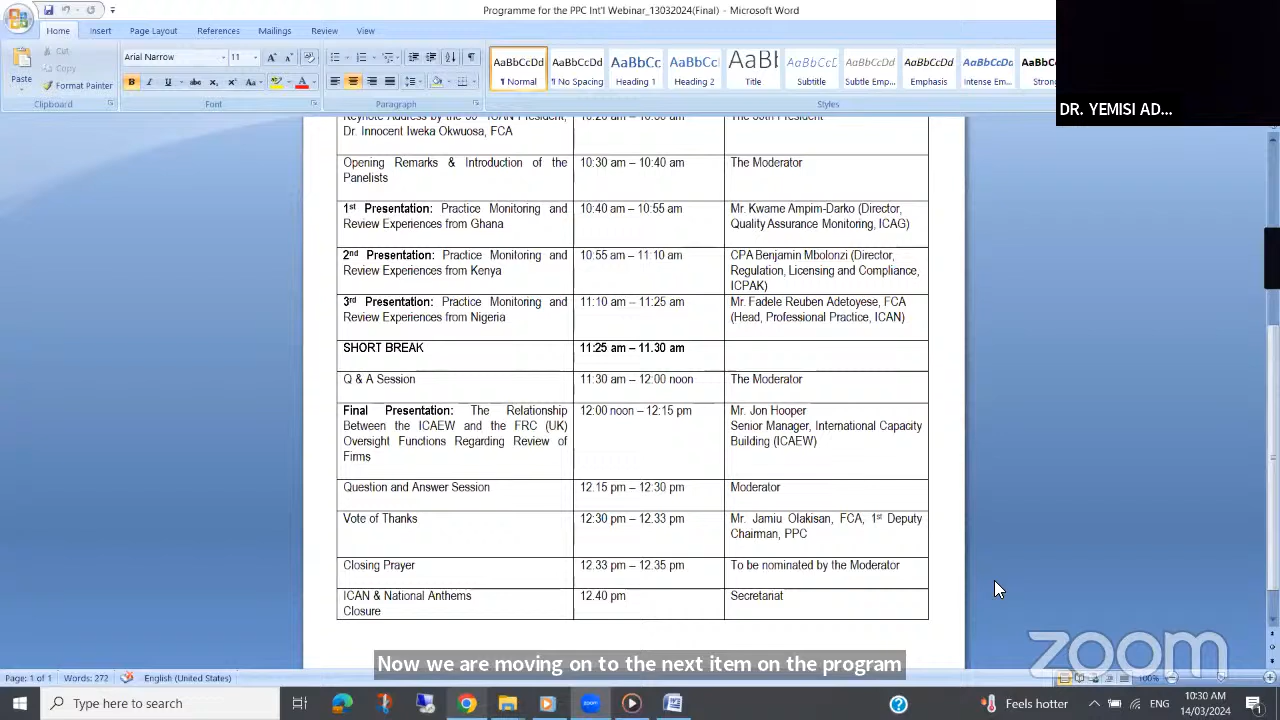 Programme for the PPC Int'l Webinar_13032024(Final) - Microsoft Word
Home Insert Page Layout References Mailings Review View
Cut
Copy
Format Painter
Paste
Clipboard
Arial Narrow 11
Font
Paragraph
AaBbCcDd AaBbCcDd AaBbCc AaBbCc AaBb AaBbCcDd AaBbCcDd AaBbCcDd AaBbCcDd AaBbCc
¶ Normal ¶ No Spacing Heading 1 Heading 2 Title Subtitle Subtle Emp... Emphasis Intense Em... Strong
Styles
DR. YEMISI AD...
Dr. Innocent Iweka Okwuosa, FCA
Opening Remarks & Introduction of the Panelists 10:30 am – 10:40 am The Moderator
1st Presentation: Practice Monitoring and 10:40 am – 10:55 am Mr. Kwame Ampim-Darko (Director,
Review Experiences from Ghana Quality Assurance Monitoring, ICAG)
2nd Presentation: Practice Monitoring and 10:55 am – 11:10 am CPA Benjamin Mbolonzi (Director,
Review Experiences from Kenya Regulation, Licensing and Compliance,
ICPAK)
3rd Presentation: Practice Monitoring and 11:10 am – 11:25 am Mr. Fadele Reuben Adetoyese, FCA
Review Experiences from Nigeria (Head, Professional Practice, ICAN)
SHORT BREAK 11:25 am – 11.30 am
Q & A Session 11:30 am – 12:00 noon The Moderator
Final Presentation: The Relationship 12:00 noon – 12:15 pm Mr. Jon Hooper
Between the ICAEW and the FRC (UK) Senior Manager, International Capacity
Oversight Functions Regarding Review of Building (ICAEW)
Firms
Question and Answer Session 12.15 pm – 12:30 pm Moderator
Vote of Thanks 12:30 pm – 12.33 pm Mr. Jamiu Olakisan, FCA, 1st Deputy
Chairman, PPC
Closing Prayer 12.33 pm – 12.35 pm To be nominated by the Moderator
ICAN & National Anthems 12.40 pm Secretariat
Closure
Now we are moving on to the next item on the program
zoom
Page: 1 of 1 Words: 272 English (United Kingdom) 100%
Type here to search
Feels hotter
ENG
10:30 AM
14/03/2024